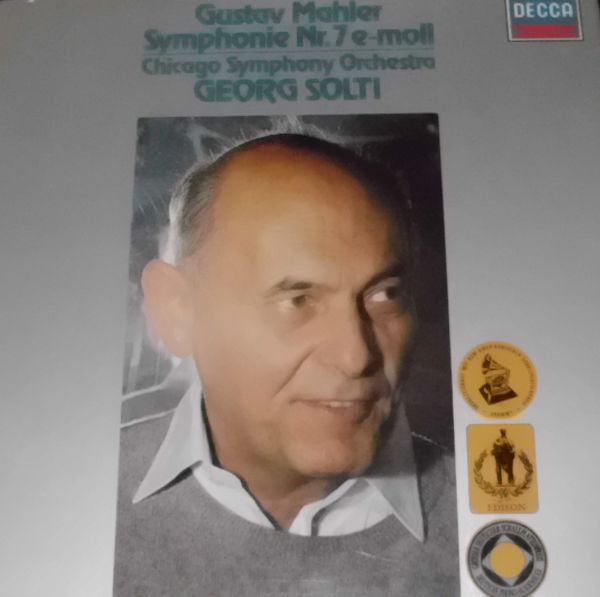 Gustav Mahler
DECCA
Symphonie Nr. 7 e-moll
Chicago Symphony Orchestra
GEORG SOLTI
EDISON